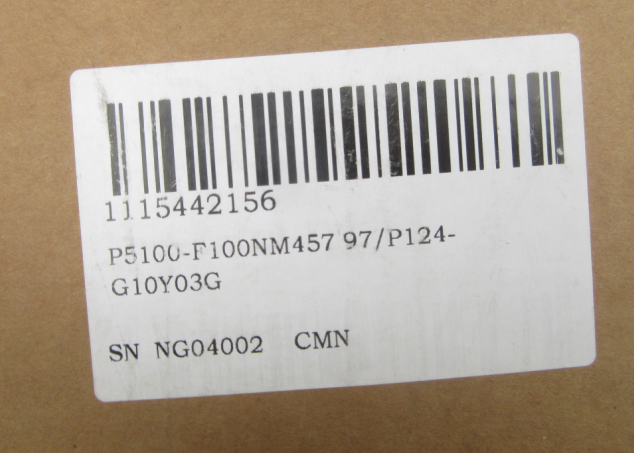 1115442156
P5100-F100NM457 97/P124-
G10Y03G
SN NG04002 CMN